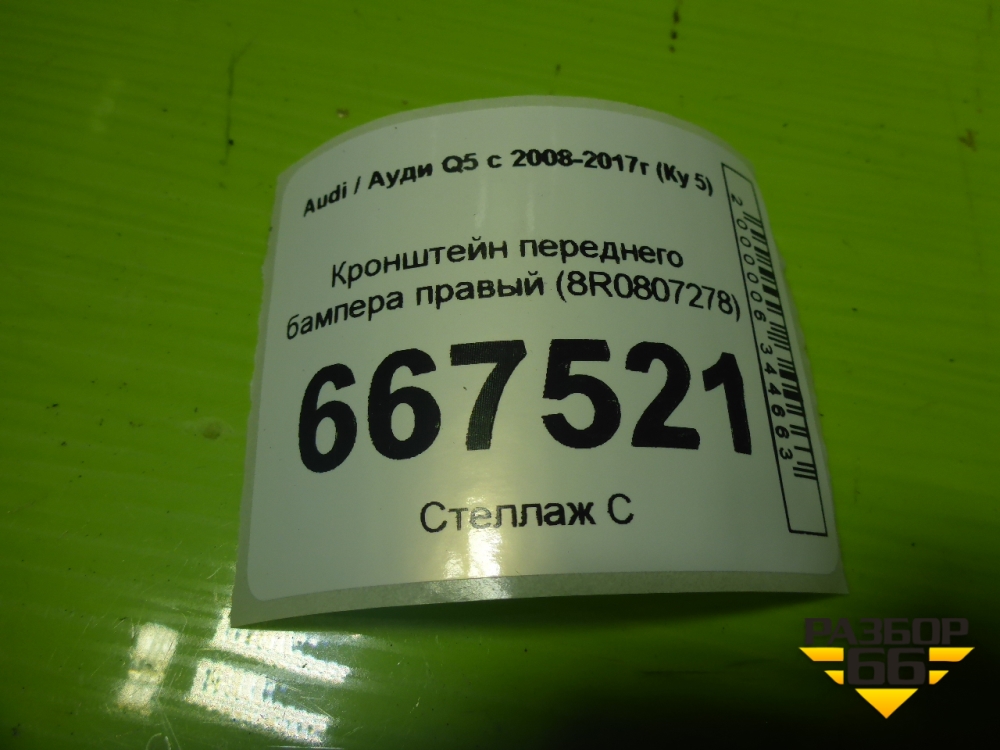 Audi / Ауди Q5 с 2008-2017г (Ку 5)
Кронштейн переднего
бампера правый (8R0807278)
667521
Стеллаж С
2000006344663
РАЗБОР
66